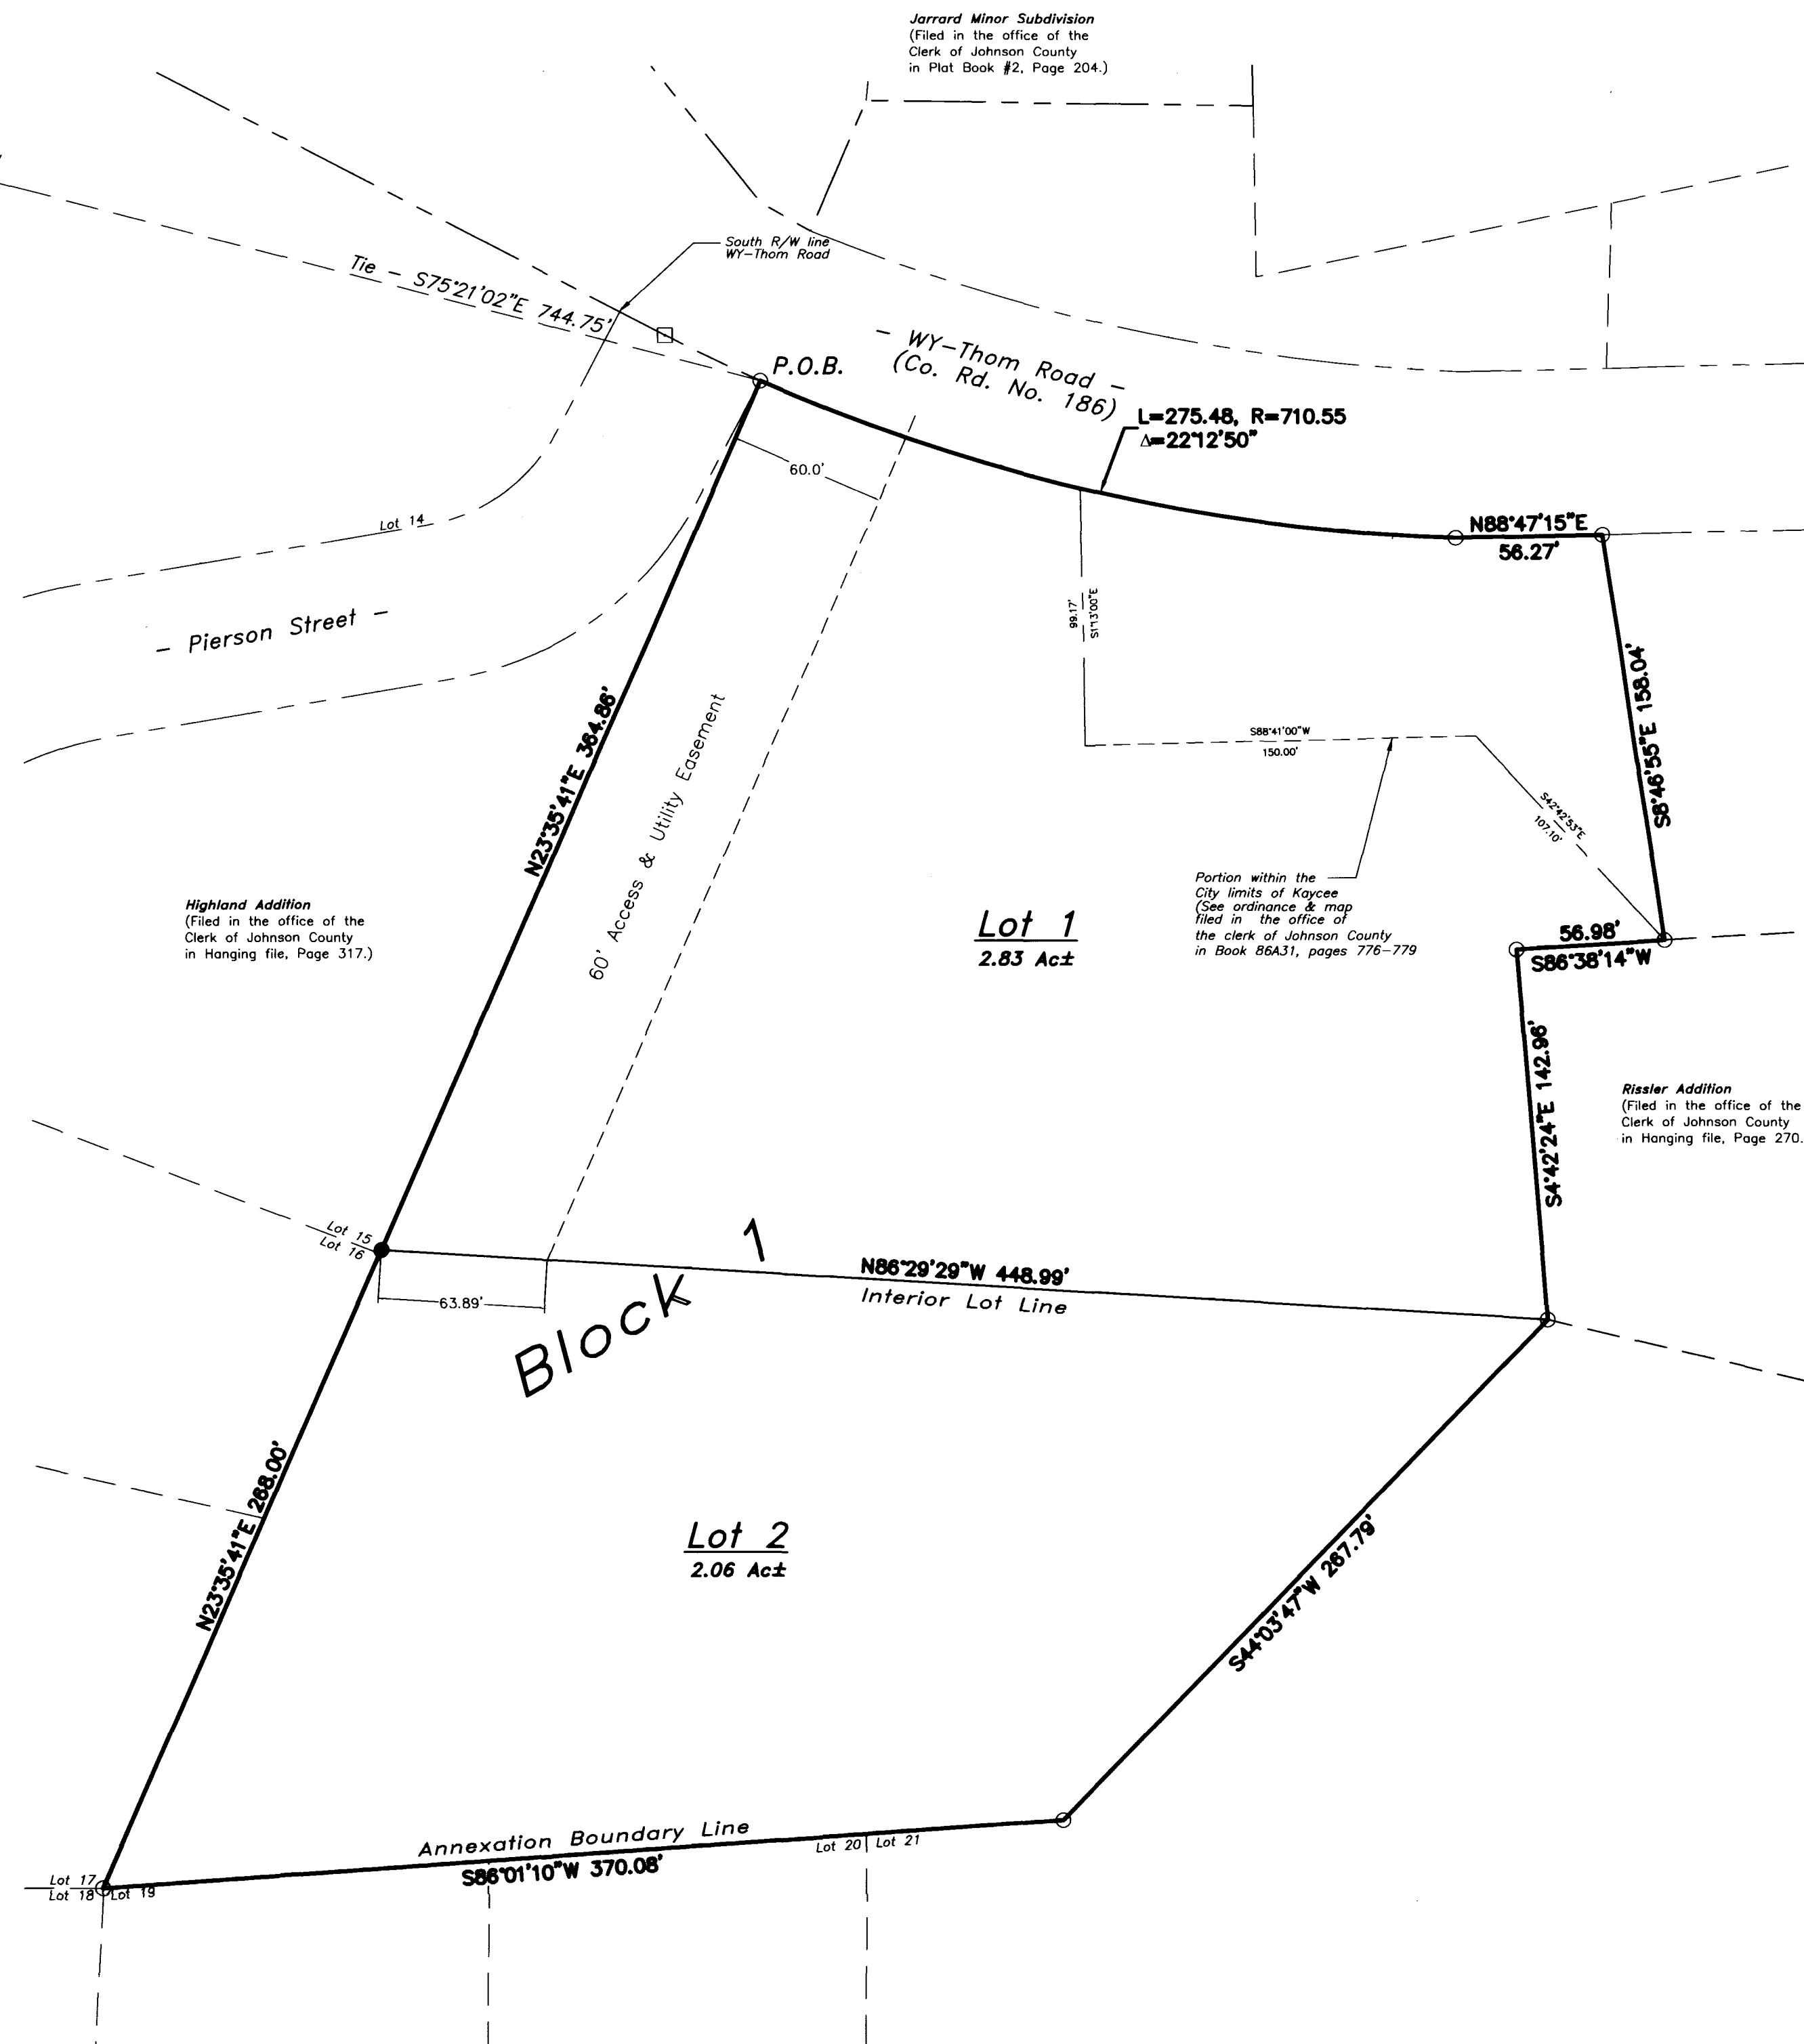 Jarrard Minor Subdivision
(Filed in the office of the
Clerk of Johnson County
in Plat Book #2, Page 204.)
South R/W line
WY-Thom Road
Tie - S75°21'02"E 744.75'
P.O.B.
- WY-Thom Road -
(Co. Rd. No. 186)
L=275.48, R=710.55
Δ=22°12'50"
60.0'
Lot 14
N88°47'15"E
56.27'
- Pierson Street -
99.17'
S1°13'00"E
S8°46'55"E 158.04'
N23°35'41"E 364.86'
60' Access & Utility Easement
S88°41'00"W
150.00'
S42°42'53"E
107.10'
Portion within the
City limits of Kaycee
(See ordinance & map
filed in the office of
the clerk of Johnson County
in Book 86A31, pages 776-779
Highland Addition
(Filed in the office of the
Clerk of Johnson County
in Hanging file, Page 317.)
Lot 1
2.83 Ac±
56.98'
S86°38'14"W
S4°42'24"E 142.96'
Rissler Addition
(Filed in the office of the
Clerk of Johnson County
in Hanging file, Page 270.
Lot 15
Lot 16
63.89'
Block 1
N86°29'29"W 448.99'
Interior Lot Line
N23°35'41"E 268.00'
Lot 2
2.06 Ac±
S44°03'47"W 267.79'
Annexation Boundary Line
S86°01'10"W 370.08'
Lot 20
Lot 21
Lot 17
Lot 18
Lot 19